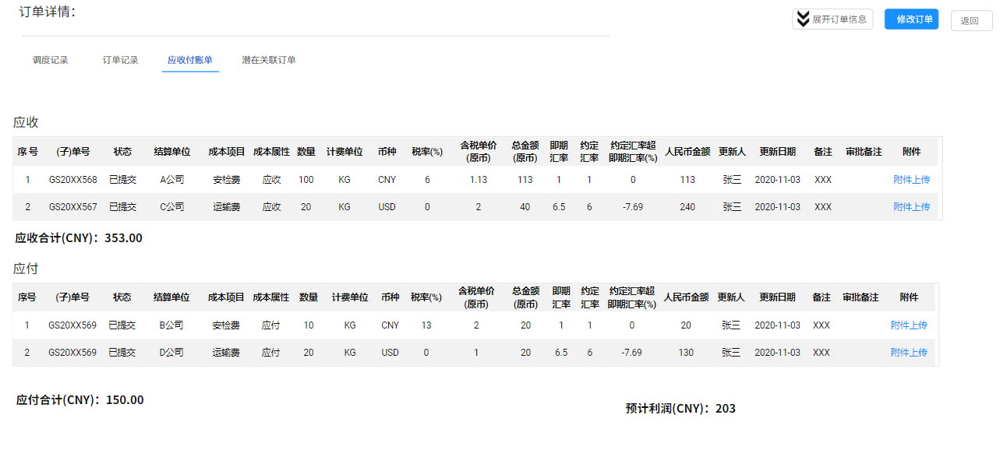 订单详情：
展开订单信息 修改订单 返回
调度记录 订单记录 应收付账单 潜在关联订单
应收
序号 (子)单号 状态 结算单位 成本项目 成本属性 数量 计费单位 币种 税率(%) 含税单价(原币) 总金额(原币) 即期汇率 约定汇率 约定汇率超即期汇率(%) 人民币金额 更新人 更新日期 备注 审批备注 附件
1 GS20XX568 已提交 A公司 安检费 应收 100 KG CNY 6 1.13 113 1 1 0 113 张三 2020-11-03 XXX 附件上传
2 GS20XX567 已提交 C公司 运输费 应收 20 KG USD 0 2 40 6.5 6 -7.69 240 张三 2020-11-03 XXX 附件上传
应收合计(CNY)：353.00
应付
序号 (子)单号 状态 结算单位 成本项目 成本属性 数量 计费单位 币种 税率(%) 含税单价(原币) 总金额(原币) 即期汇率 约定汇率 约定汇率超即期汇率(%) 人民币金额 更新人 更新日期 备注 审批备注 附件
1 GS20XX569 已提交 B公司 安检费 应付 10 KG CNY 13 2 20 1 1 0 20 张三 2020-11-03 XXX 附件上传
2 GS20XX569 已提交 D公司 运输费 应付 20 KG USD 0 1 20 6.5 6 -7.69 130 张三 2020-11-03 XXX 附件上传
应付合计(CNY)：150.00
预计利润(CNY)：203